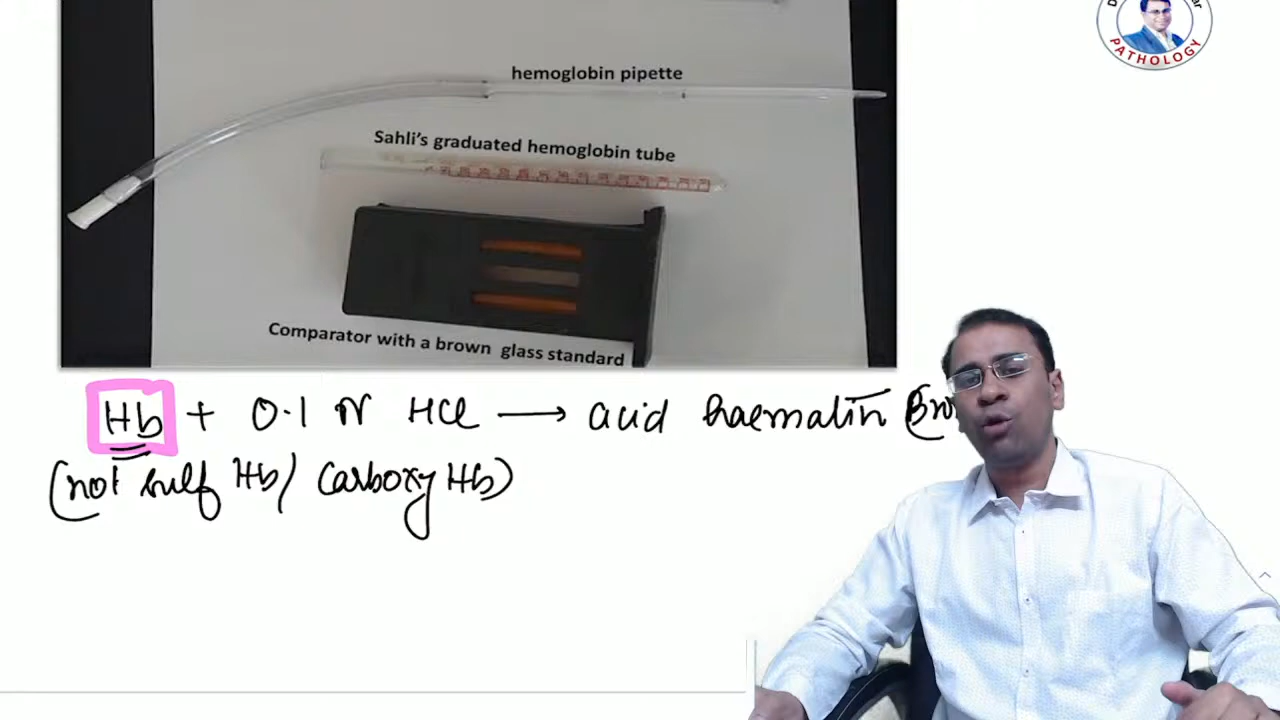 PATHOLOGY
hemoglobin pipette
Sahli's graduated hemoglobin tube
Comparator with a brown glass standard
Hb + 0.1 N HCl → acid haematin
(not sulf Hb/ Carboxy Hb)